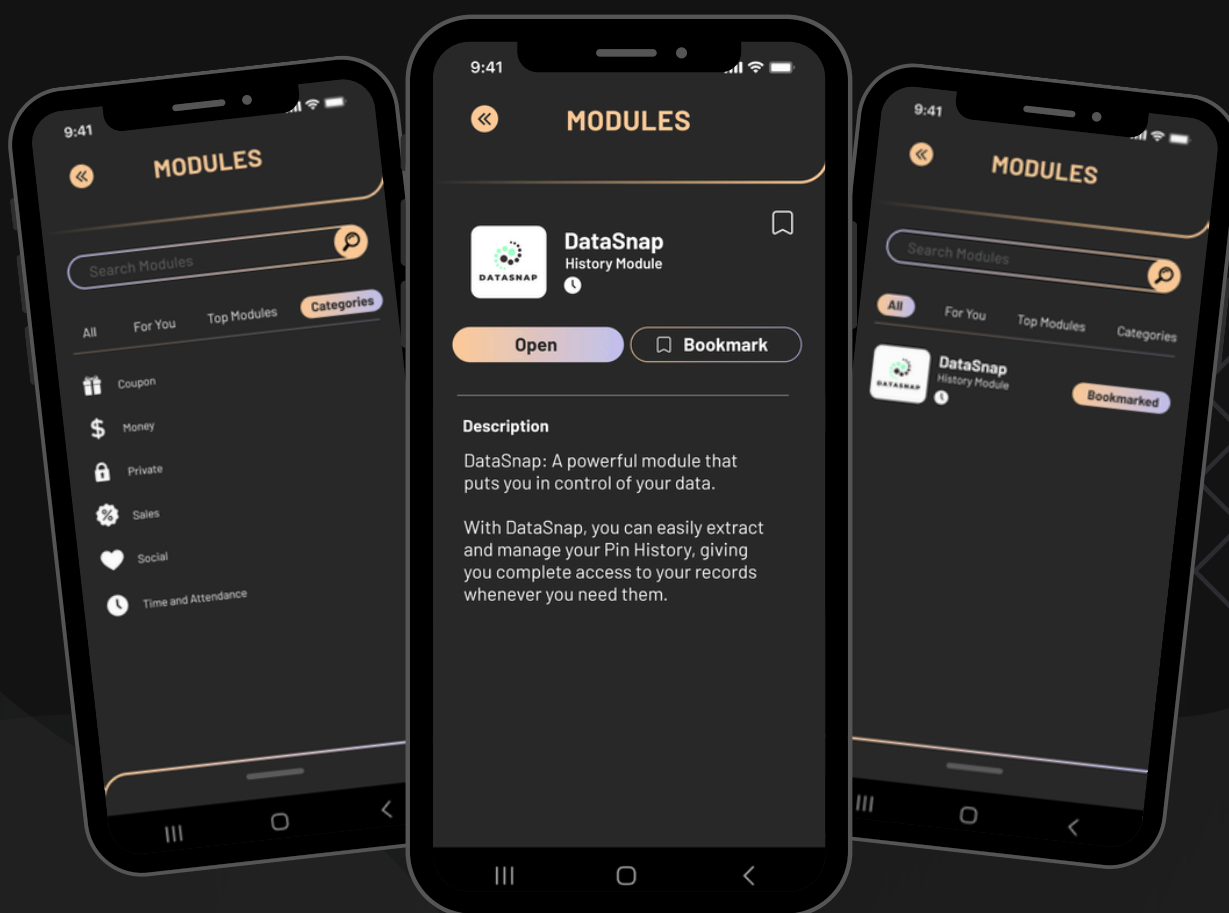 9:41
MODULES
Search Modules
All For You Top Modules Categories
Coupon
Money
Private
Sales
Social
Time and Attendance
9:41
MODULES
DATASNAP
DataSnap
History Module
Open Bookmark
Description
DataSnap: A powerful module that
puts you in control of your data.
With DataSnap, you can easily extract
and manage your Pin History, giving
you complete access to your records
whenever you need them.
9:41
MODULES
Search Modules
All For You Top Modules Categories
DATASNAP
DataSnap
History Module
Bookmarked